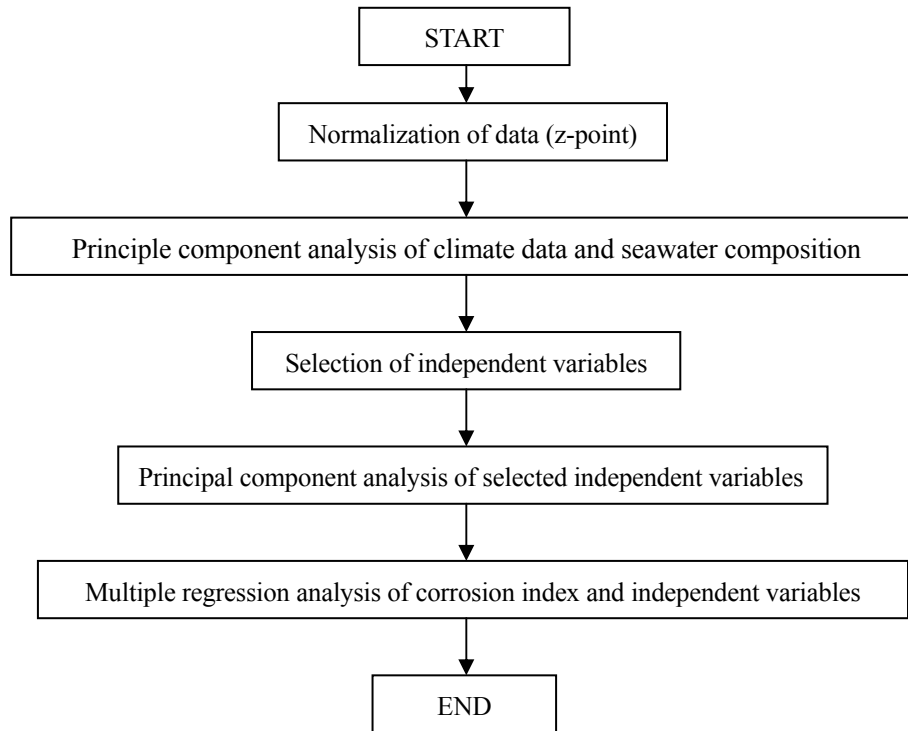 START
Normalization of data (z-point)
Principle component analysis of climate data and seawater composition
Selection of independent variables
Principal component analysis of selected independent variables
Multiple regression analysis of corrosion index and independent variables
END